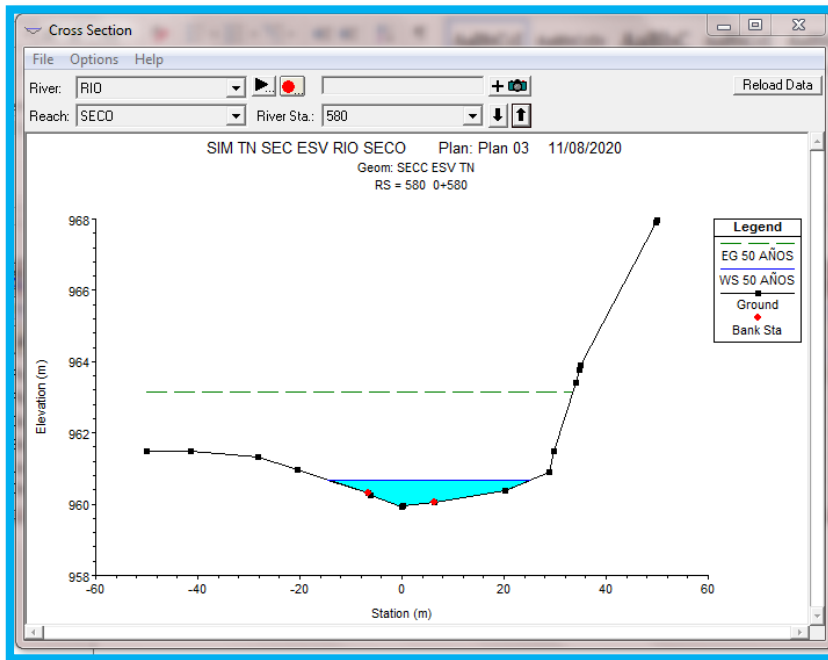 Cross Section
File Options Help
River: RIO
Reload Data
Reach: SECO River Sta.: 580
SIM TN SEC ESV RIO SECO Plan: Plan 03 11/08/2020
Geom: SECC ESV TN
RS = 580 0+580
968
966
964
962
960
958
Elevation (m)
-60 -40 -20 0 20 40 60
Station (m)
Legend
EG 50 AÑOS
WS 50 AÑOS
Ground
Bank Sta